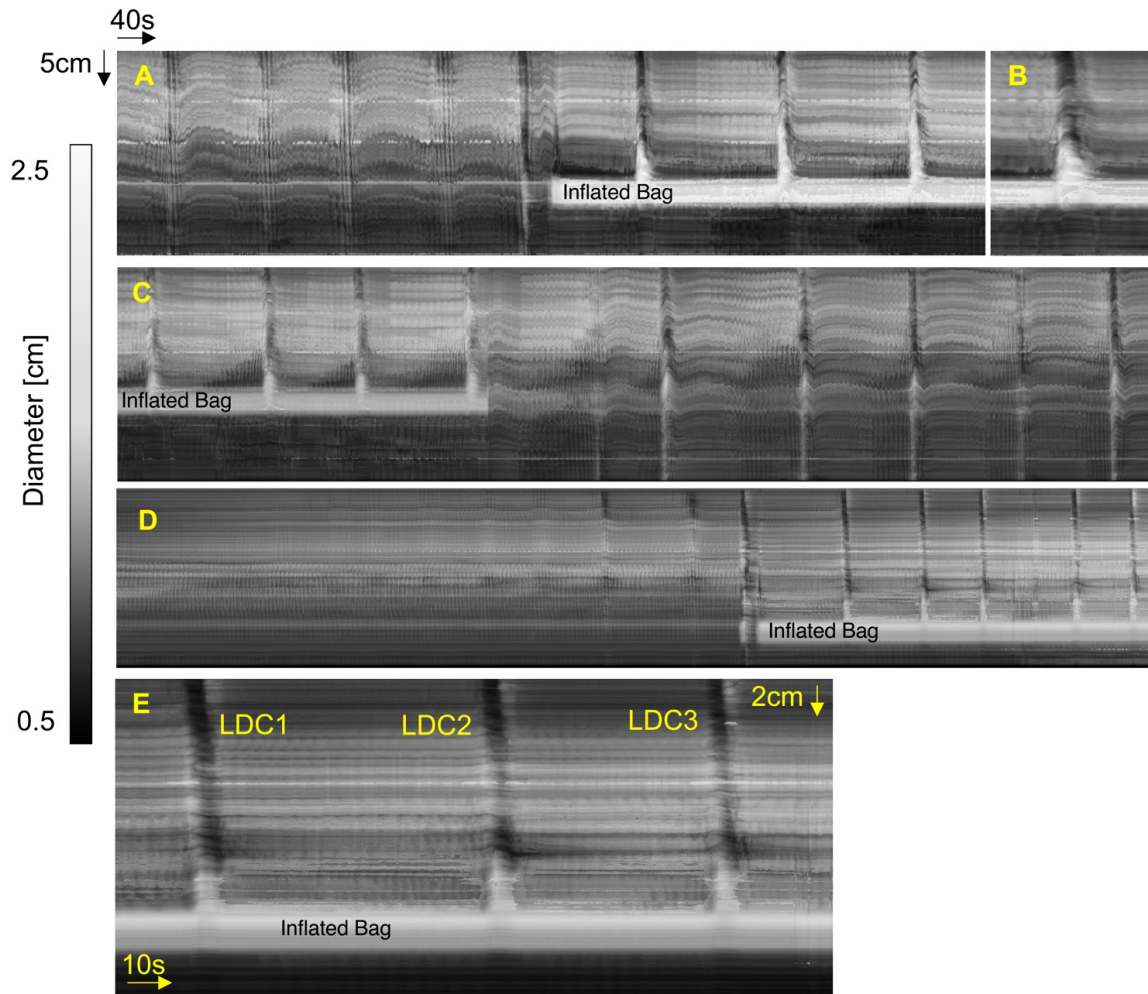 40s
5cm
A
B
2.5
Inflated Bag
C
Inflated Bag
Diameter [cm]
D
Inflated Bag
0.5
E
LDC1
LDC2
LDC3
2cm
Inflated Bag
10s